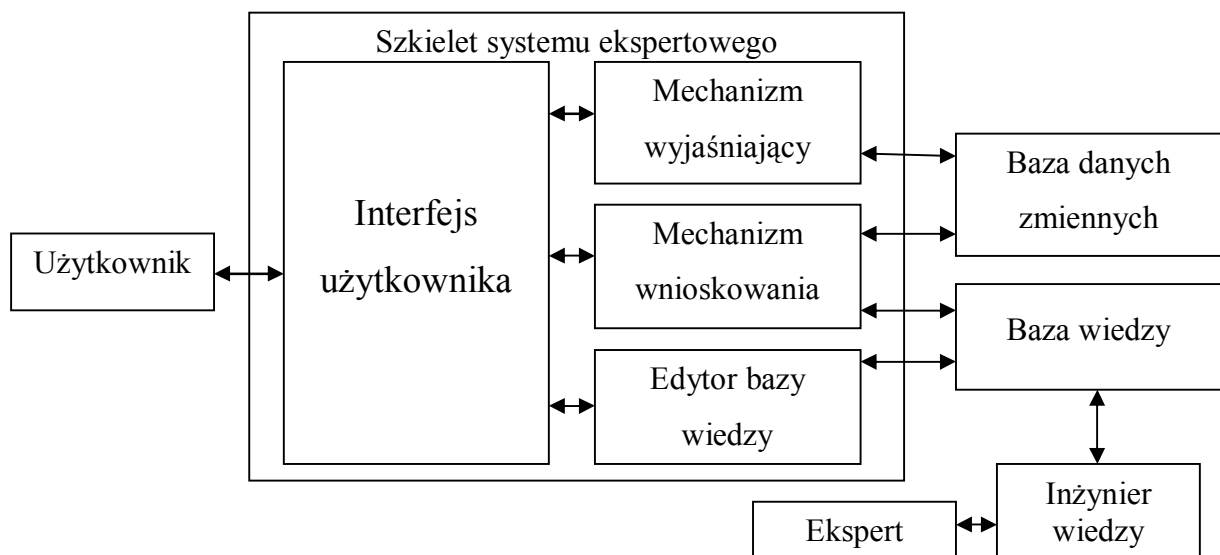 Szkielet systemu ekspertowego
Użytkownik
Interfejs
użytkownika
Mechanizm
wyjaśniający
Mechanizm
wnioskowania
Edytor bazy
wiedzy
Baza danych
zmiennych
Baza wiedzy
Ekspert
Inżynier
wiedzy